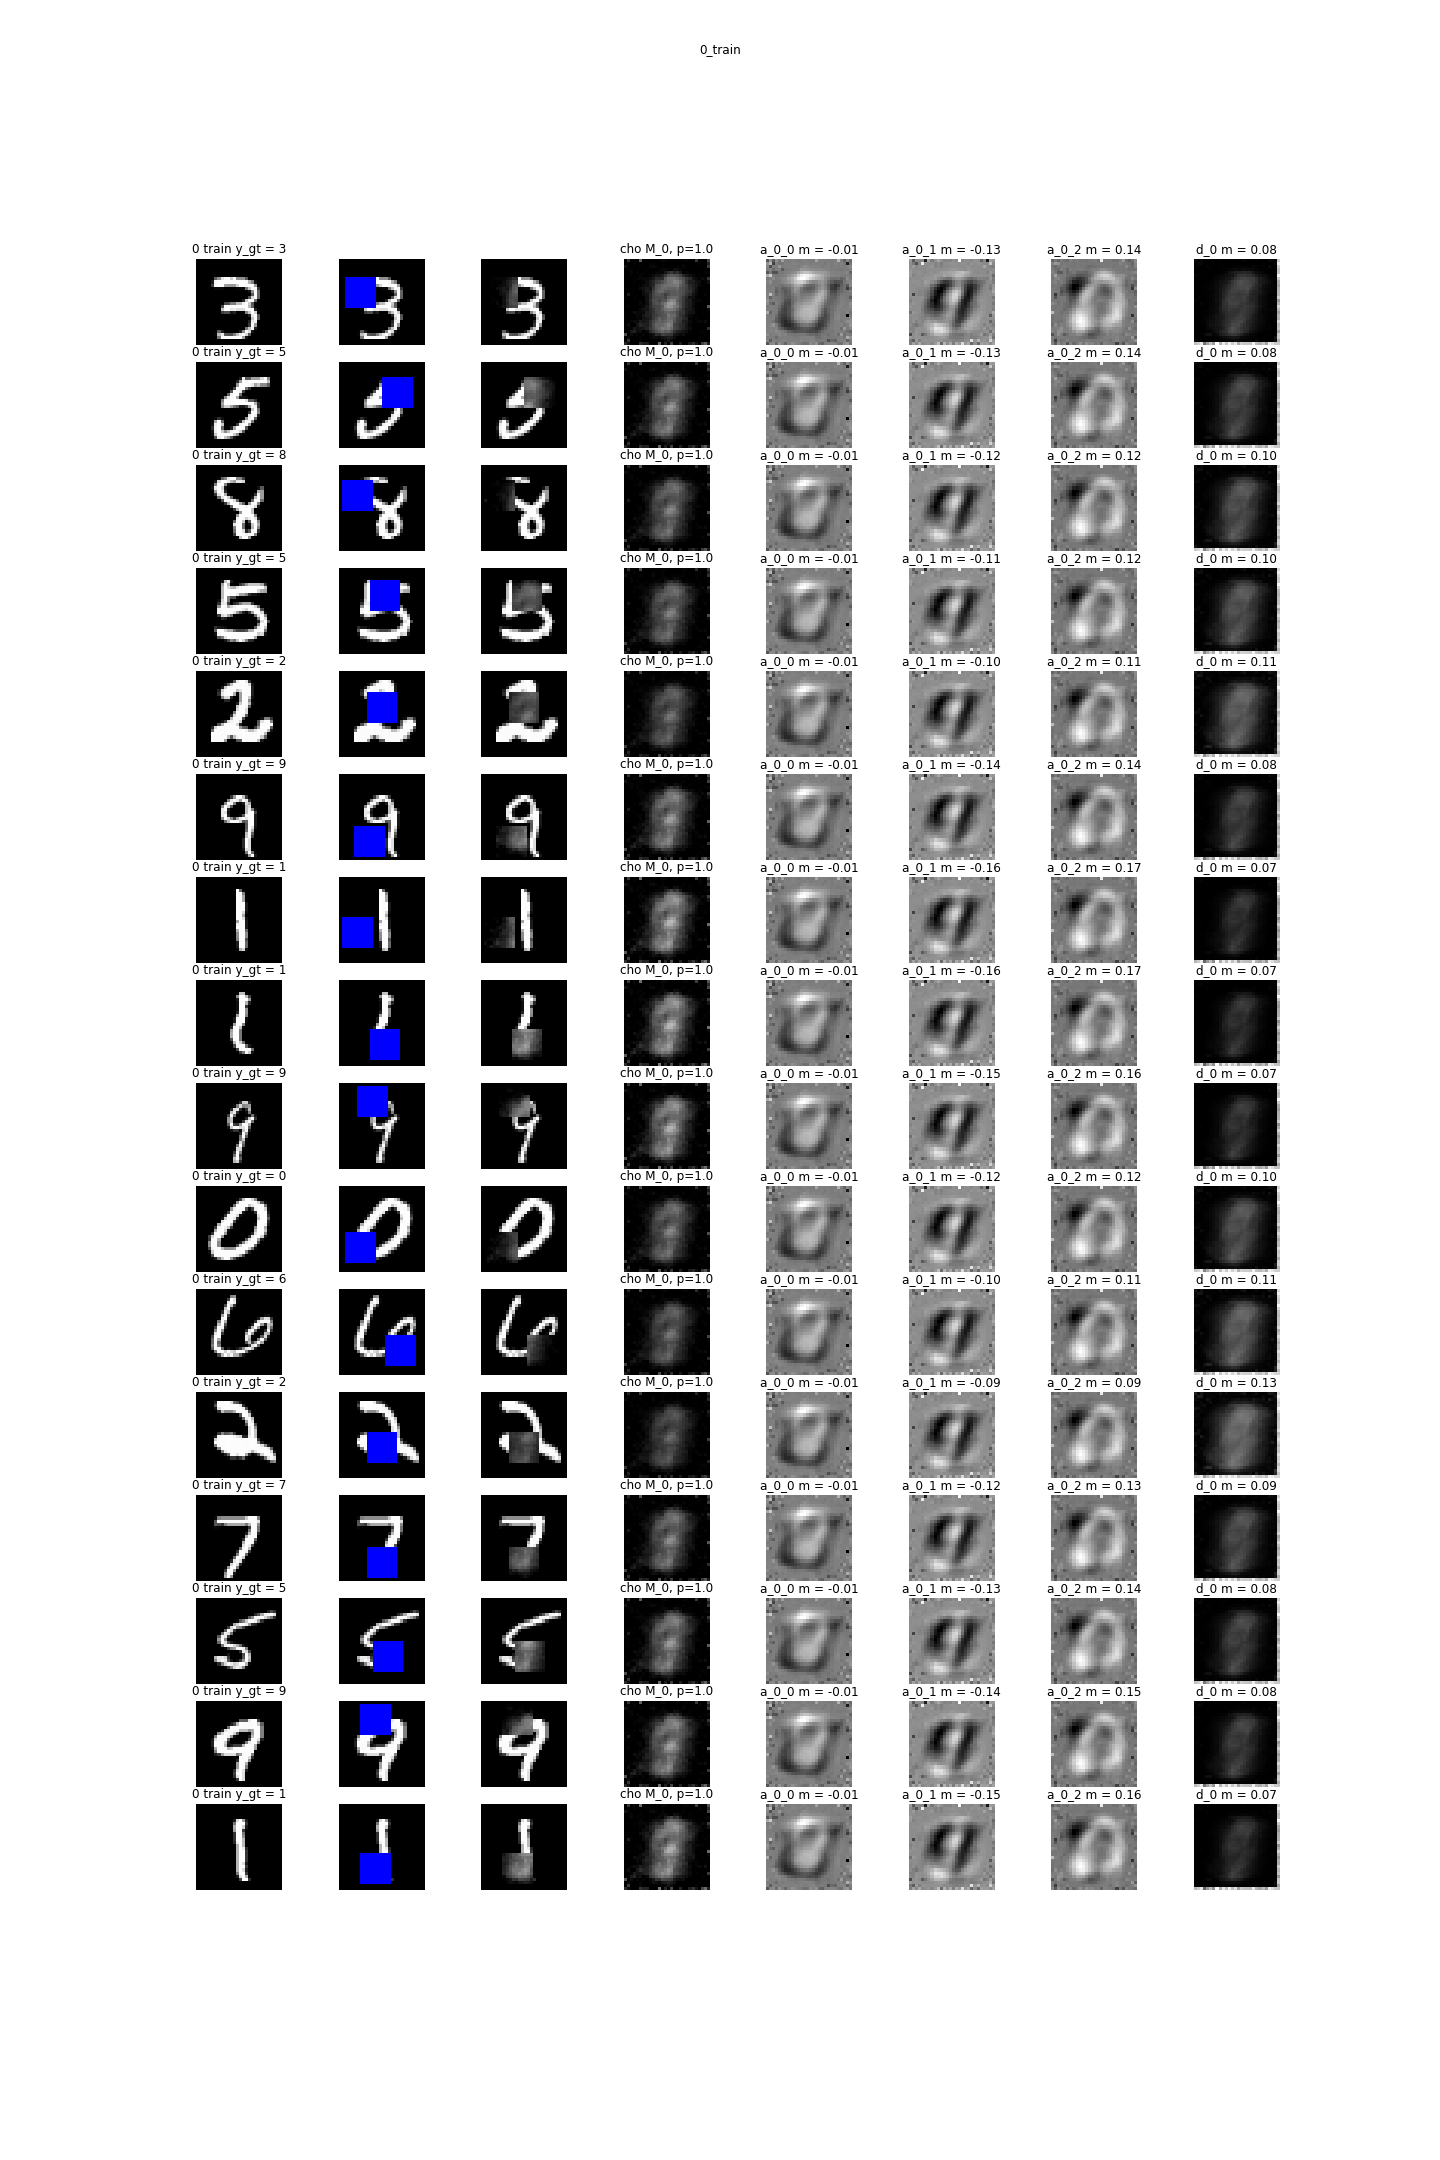 0_train
0 train y_gt = 3 cho M_0, p=1.0 a_0_0 m = -0.01 a_0_1 m = -0.13 a_0_2 m = 0.14 d_0 m = 0.08
0 train y_gt = 5 cho M_0, p=1.0 a_0_0 m = -0.01 a_0_1 m = -0.13 a_0_2 m = 0.14 d_0 m = 0.08
0 train y_gt = 8 cho M_0, p=1.0 a_0_0 m = -0.01 a_0_1 m = -0.12 a_0_2 m = 0.12 d_0 m = 0.10
0 train y_gt = 5 cho M_0, p=1.0 a_0_0 m = -0.01 a_0_1 m = -0.11 a_0_2 m = 0.12 d_0 m = 0.10
0 train y_gt = 2 cho M_0, p=1.0 a_0_0 m = -0.01 a_0_1 m = -0.10 a_0_2 m = 0.11 d_0 m = 0.11
0 train y_gt = 9 cho M_0, p=1.0 a_0_0 m = -0.01 a_0_1 m = -0.14 a_0_2 m = 0.14 d_0 m = 0.08
0 train y_gt = 1 cho M_0, p=1.0 a_0_0 m = -0.01 a_0_1 m = -0.16 a_0_2 m = 0.17 d_0 m = 0.07
0 train y_gt = 1 cho M_0, p=1.0 a_0_0 m = -0.01 a_0_1 m = -0.16 a_0_2 m = 0.17 d_0 m = 0.07
0 train y_gt = 9 cho M_0, p=1.0 a_0_0 m = -0.01 a_0_1 m = -0.15 a_0_2 m = 0.16 d_0 m = 0.07
0 train y_gt = 0 cho M_0, p=1.0 a_0_0 m = -0.01 a_0_1 m = -0.12 a_0_2 m = 0.12 d_0 m = 0.10
0 train y_gt = 6 cho M_0, p=1.0 a_0_0 m = -0.01 a_0_1 m = -0.10 a_0_2 m = 0.11 d_0 m = 0.11
0 train y_gt = 2 cho M_0, p=1.0 a_0_0 m = -0.01 a_0_1 m = -0.09 a_0_2 m = 0.09 d_0 m = 0.13
0 train y_gt = 7 cho M_0, p=1.0 a_0_0 m = -0.01 a_0_1 m = -0.12 a_0_2 m = 0.13 d_0 m = 0.09
0 train y_gt = 5 cho M_0, p=1.0 a_0_0 m = -0.01 a_0_1 m = -0.13 a_0_2 m = 0.14 d_0 m = 0.08
0 train y_gt = 9 cho M_0, p=1.0 a_0_0 m = -0.01 a_0_1 m = -0.14 a_0_2 m = 0.15 d_0 m = 0.08
0 train y_gt = 1 cho M_0, p=1.0 a_0_0 m = -0.01 a_0_1 m = -0.15 a_0_2 m = 0.16 d_0 m = 0.07